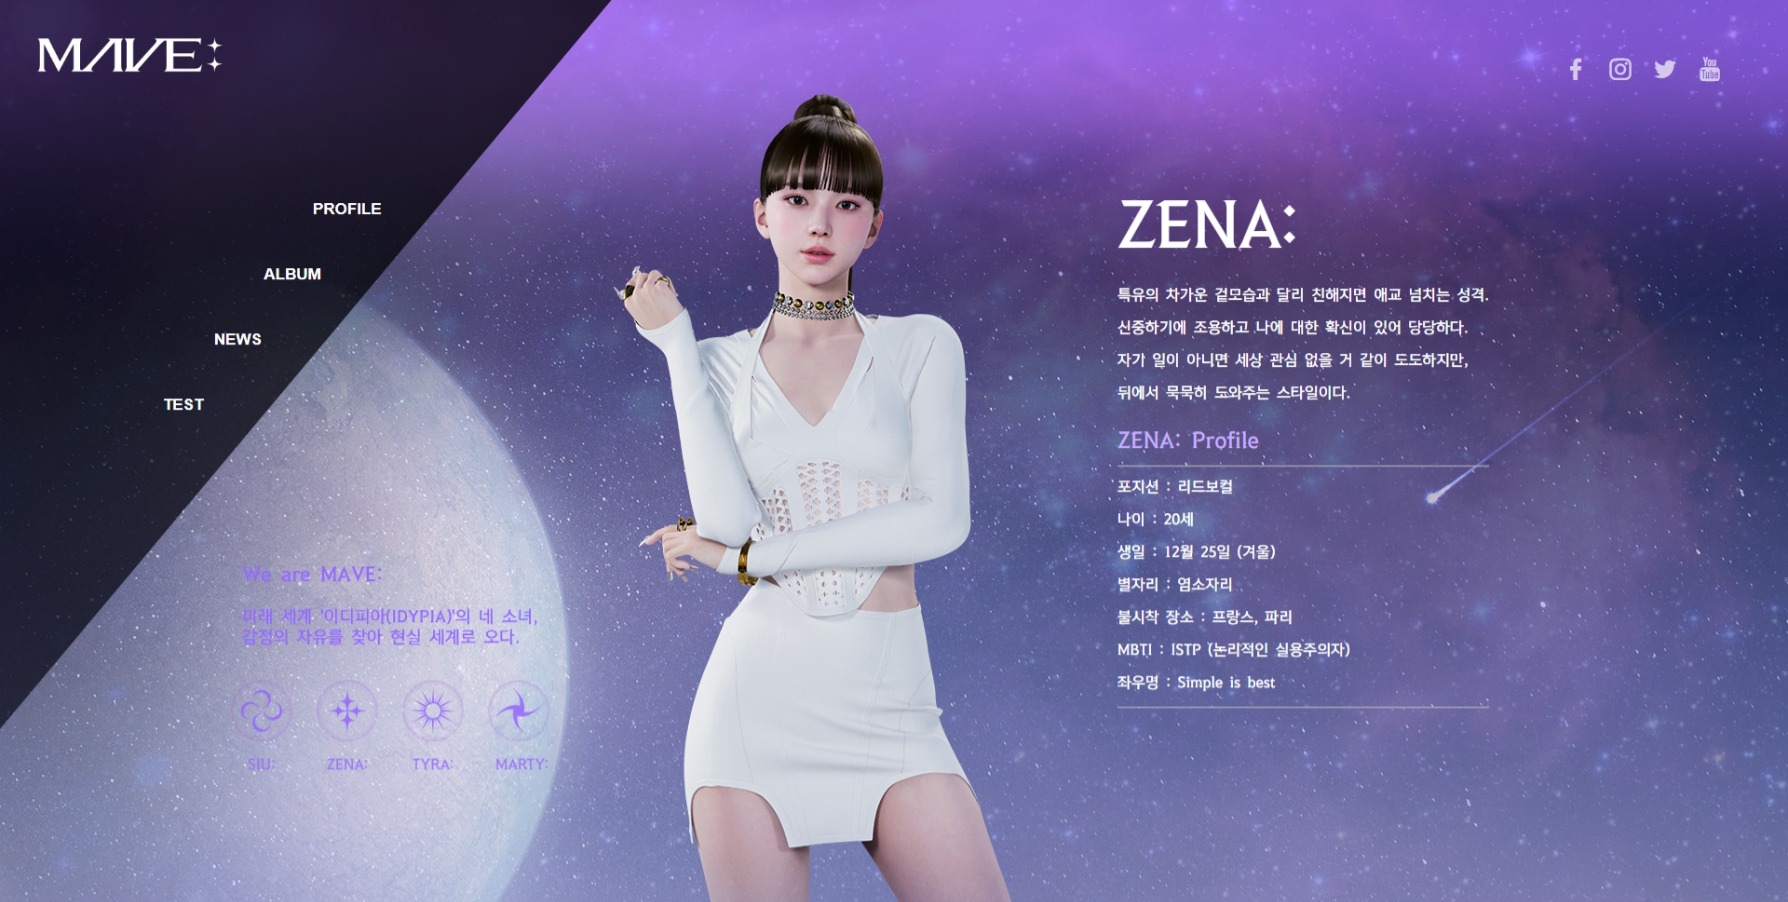 MAVE:
You
Tube
PROFILE
ALBUM
NEWS
TEST
ZENA:
특유의 차가운 겉모습과 달리 친해지면 애교 넘치는 성격.
신중하기에 조용하고 나에 대한 확신이 있어 당당하다.
자가 일이 아니면 세상 관심 없을 거 같이 도도하지만,
뒤에서 묵묵히 도와주는 스타일이다.
ZENA: Profile
포지션 : 리드보컬
나이 : 20세
생일 : 12월 25일 (겨울)
별자리 : 염소자리
불시착 장소 : 프랑스, 파리
MBTI : ISTP (논리적인 실용주의자)
좌우명 : Simple is best
We are MAVE:
미래 세계 '이디피아(IDYPIA)'의 네 소녀,
감정의 자유를 찾아 현실 세계로 오다.
SIU:
ZENA:
TYRA:
MARTY: